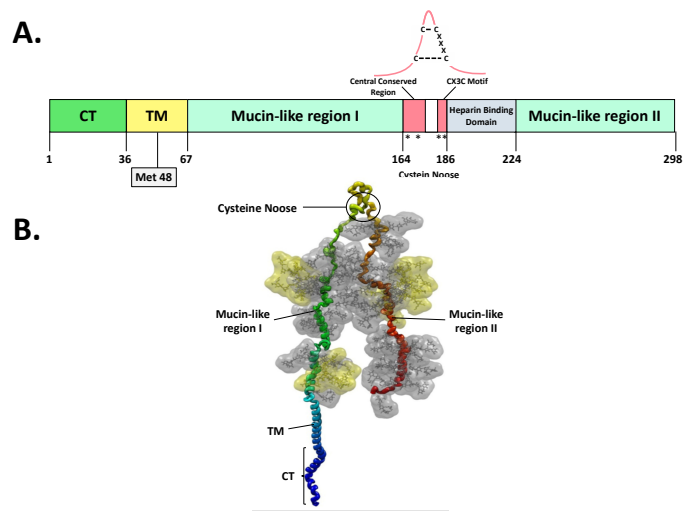 A.
C C
X
X
X
C C
Central Conserved
Region
CX3C Motif
CT
TM
Mucin-like region I
Heparin Binding
Domain
Mucin-like region II
* * * *
1
36
67
164
186
224
298
Met 48
Cystein Noose
B.
Cysteine Noose
Mucin-like
region I
Mucin-like
region II
TM
CT